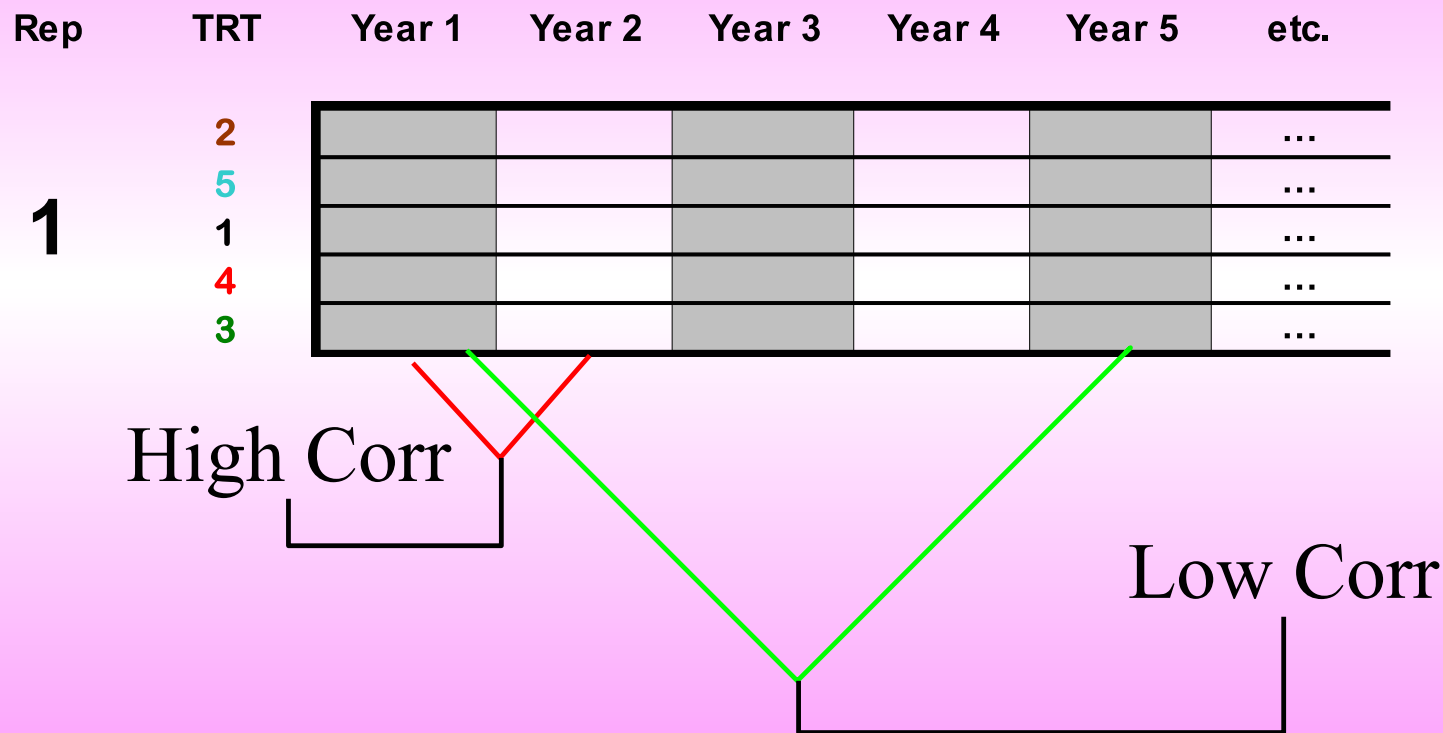 Rep TRT Year 1 Year 2 Year 3 Year 4 Year 5 etc.
2 ...
5 ...
1 1 ...
4 ...
3 ...
High Corr
Low Corr